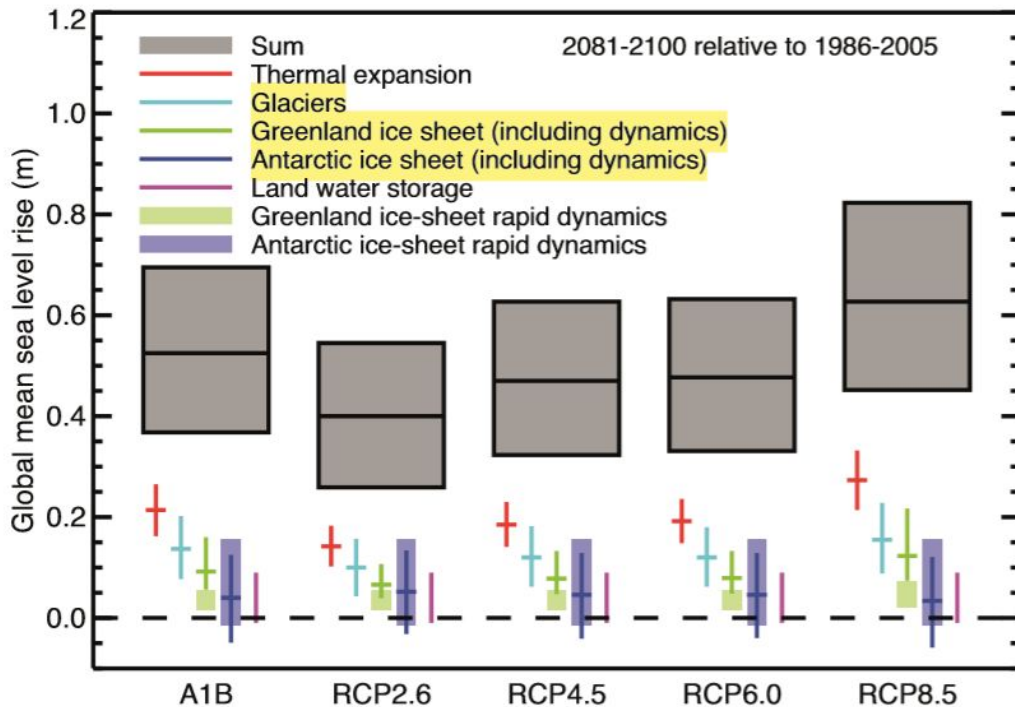 1.2
Sum
2081-2100 relative to 1986-2005
Thermal expansion
Glaciers
1.0
Greenland ice sheet (including dynamics)
Antarctic ice sheet (including dynamics)
Land water storage
0.8
Greenland ice-sheet rapid dynamics
Antarctic ice-sheet rapid dynamics
Global mean sea level rise (m)
0.6
0.4
0.2
0.0
A1B RCP2.6 RCP4.5 RCP6.0 RCP8.5